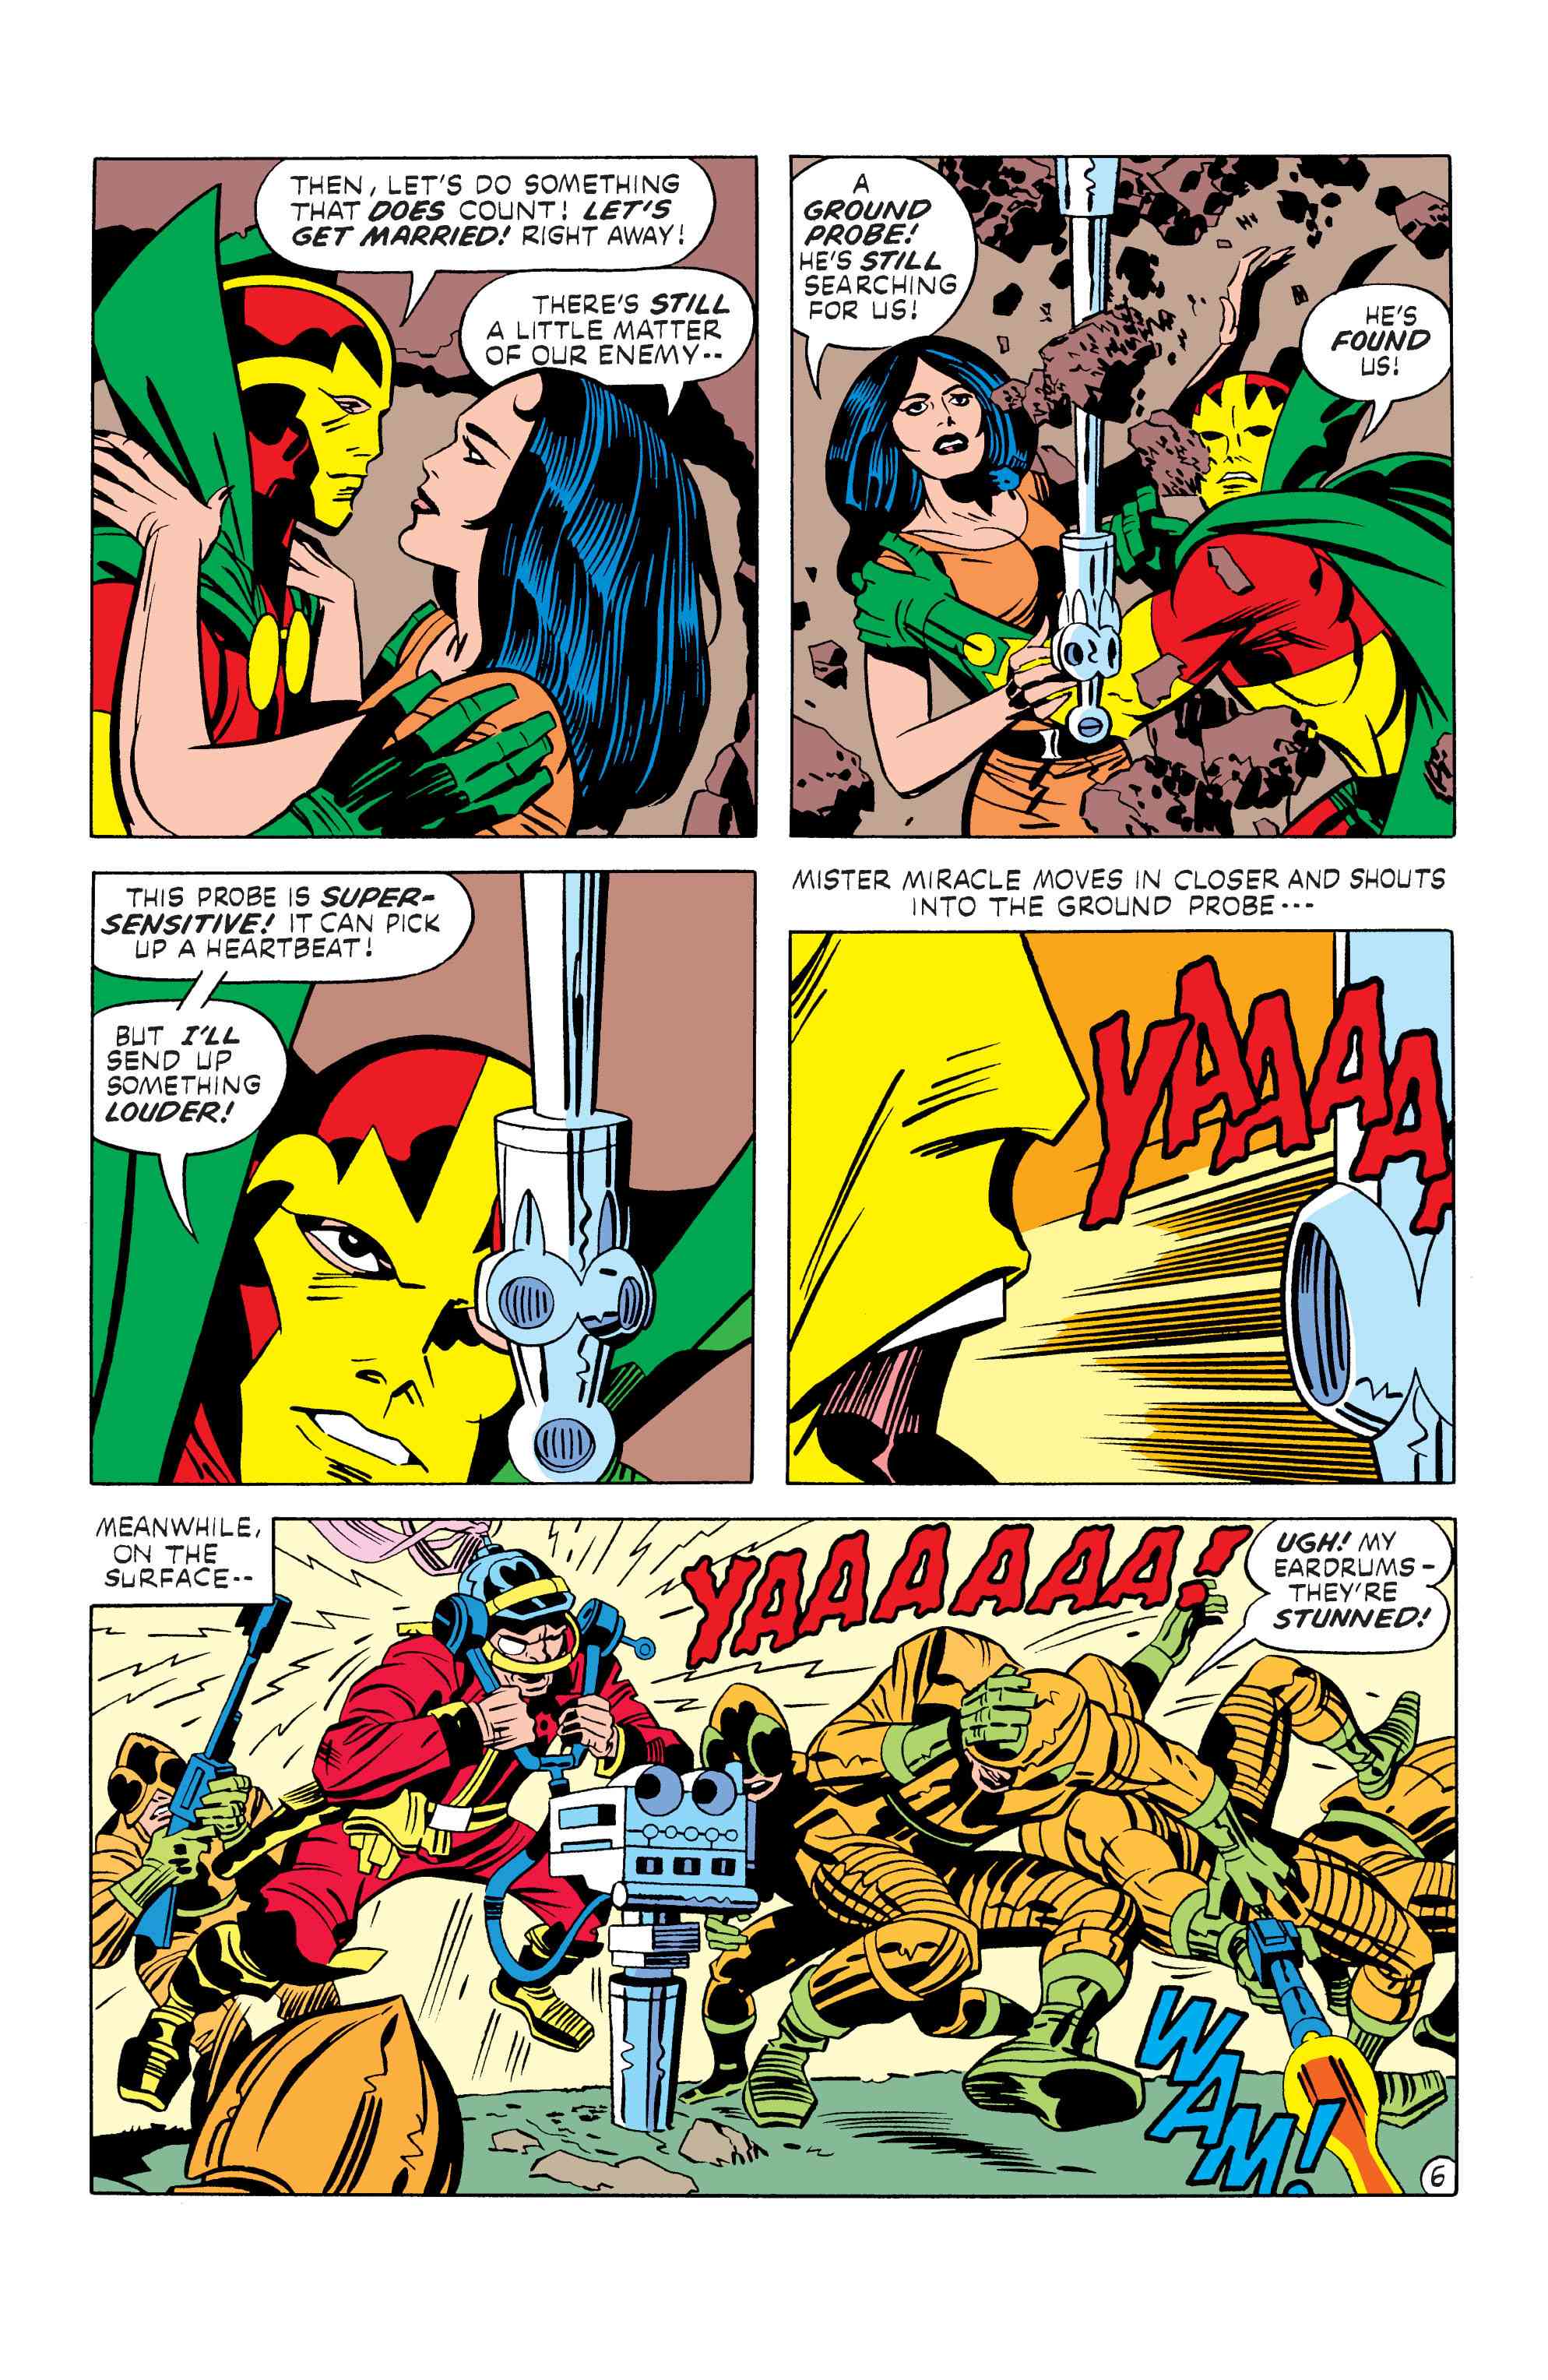 THEN, LET'S DO SOMETHING
THAT DOES COUNT! LET'S
GET MARRIED! RIGHT AWAY!
THERE'S STILL
A LITTLE MATTER
OF OUR ENEMY--
A
GROUND
PROBE!
HE'S STILL
SEARCHING
FOR US!
HE'S
FOUND
US!
THIS PROBE IS SUPER-
SENSITIVE! IT CAN PICK
UP A HEARTBEAT!
BUT I'LL
SEND UP
SOMETHING
LOUDER!
MISTER MIRACLE MOVES IN CLOSER AND SHOUTS
INTO THE GROUND PROBE---
YAAAA
MEANWHILE,
ON THE
SURFACE--
YAAAAAAA!
UGH! MY
EARDRUMS-
THEY'RE
STUNNED!
WAM!
6